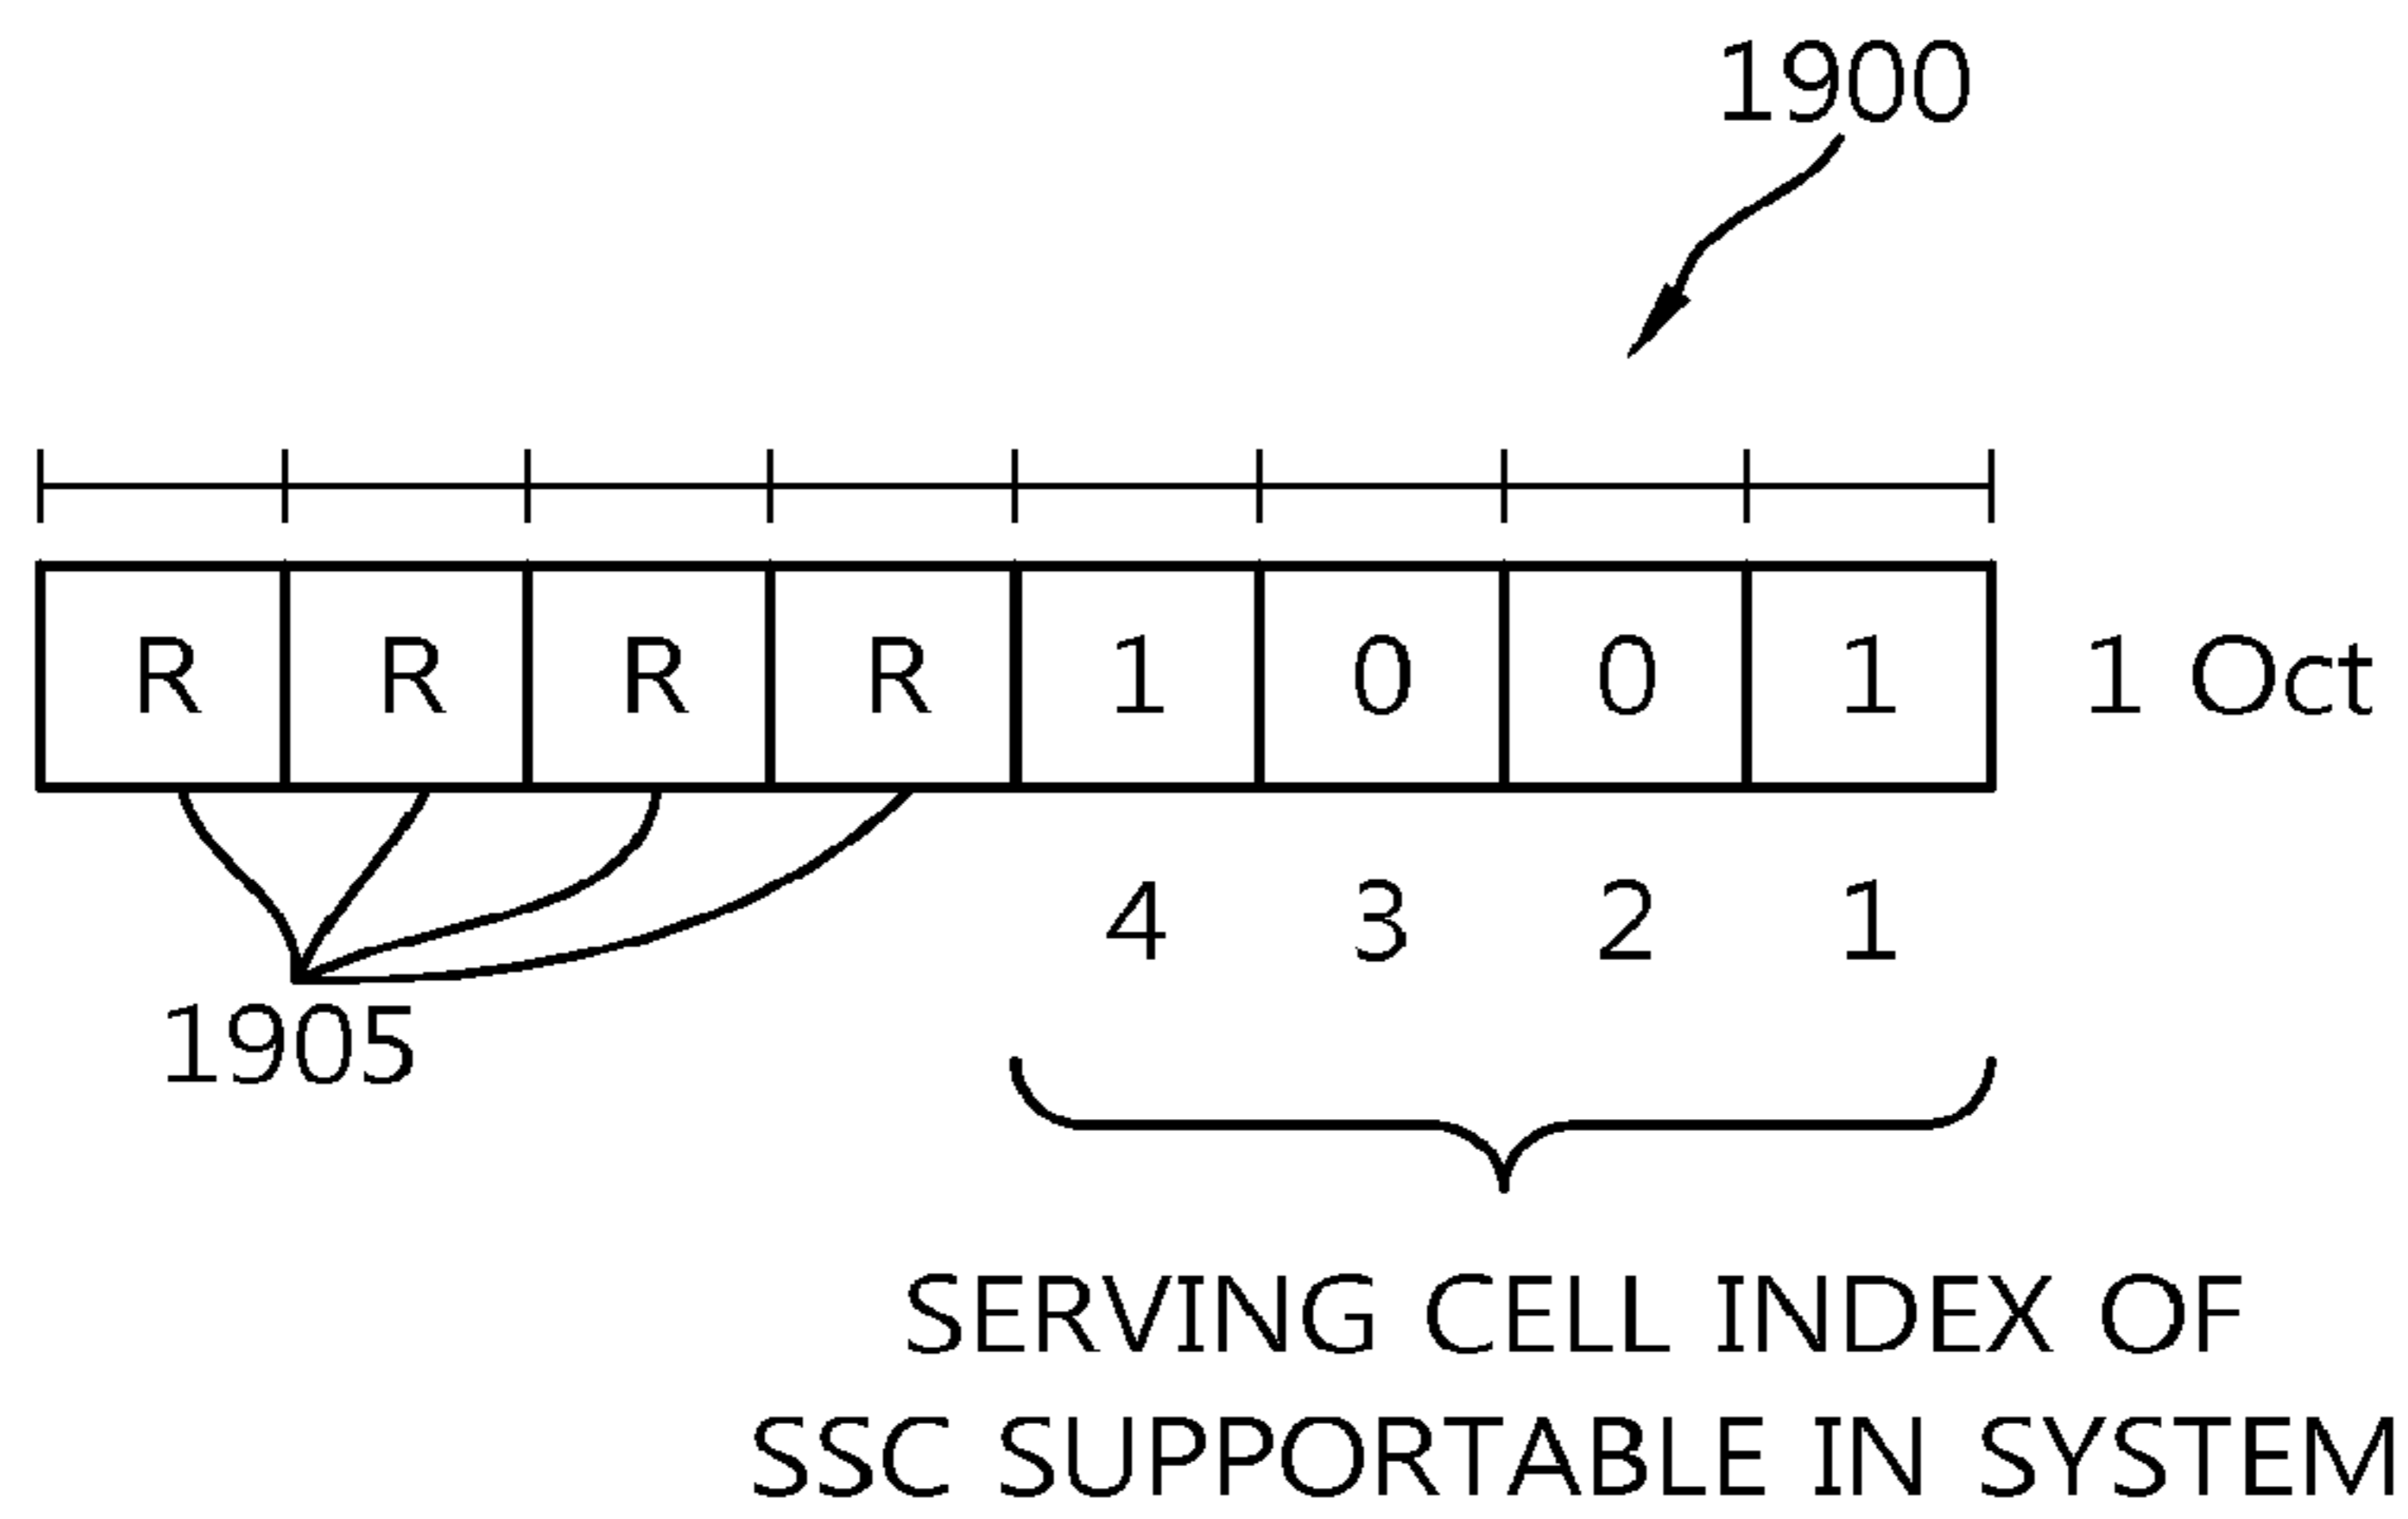 1900
R R R R 1 0 0 1 1 Oct
4 3 2 1
1905
SERVING CELL INDEX OF
SSC SUPPORTABLE IN SYSTEM